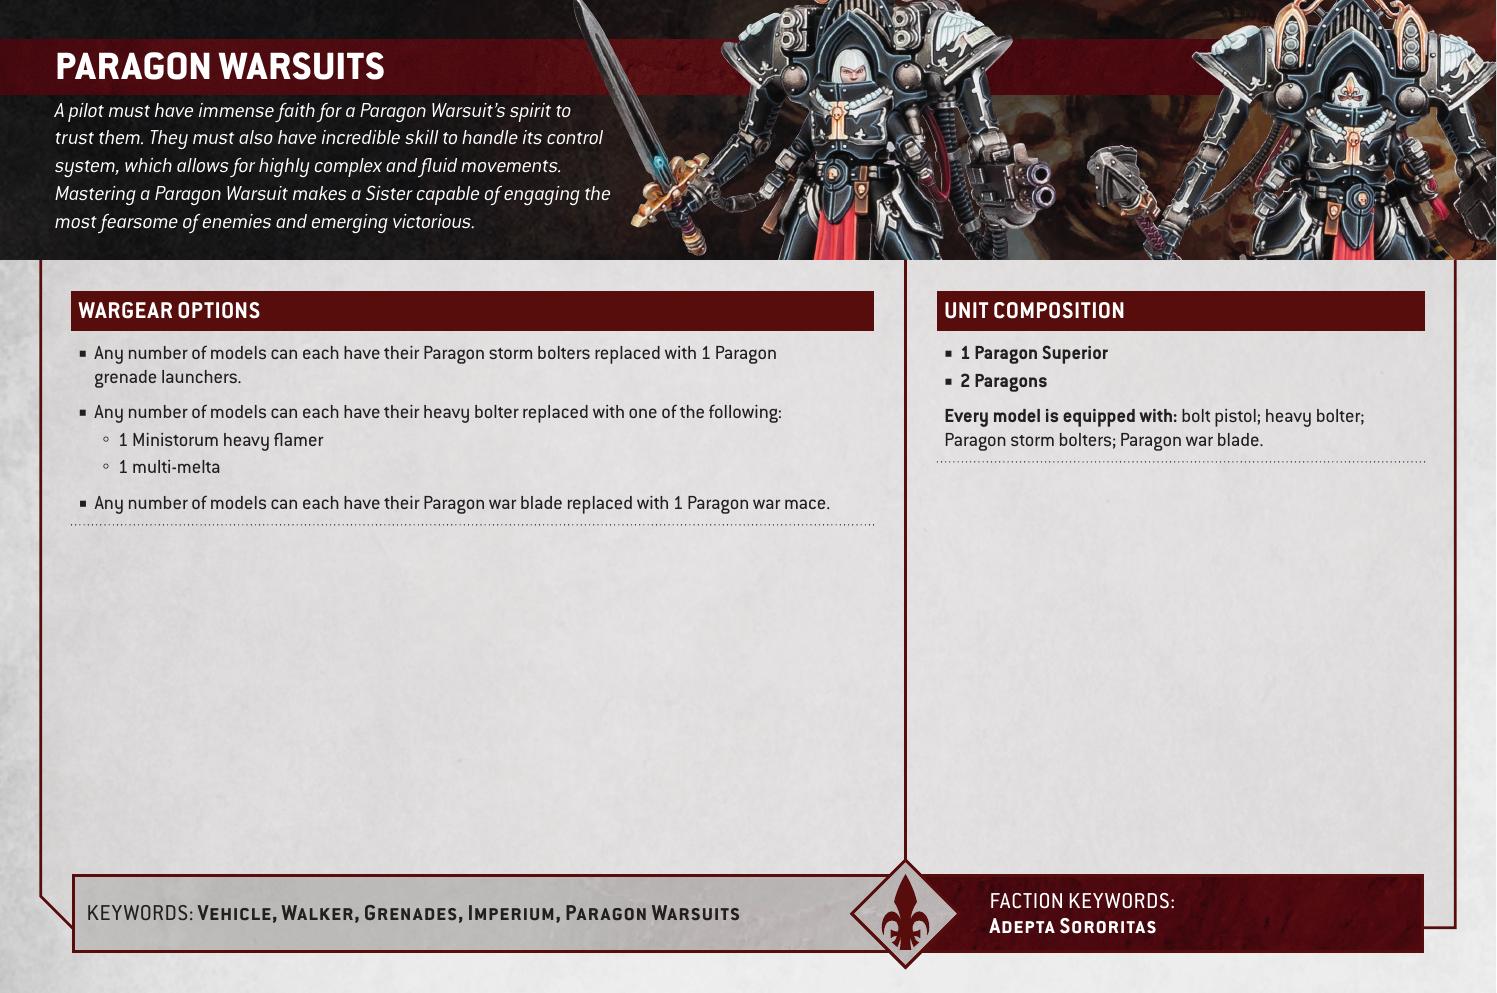 PARAGON WARSUITS
A pilot must have immense faith for a Paragon Warsuit's spirit to
trust them. They must also have incredible skill to handle its control
system, which allows for highly complex and fluid movements.
Mastering a Paragon Warsuit makes a Sister capable of engaging the
most fearsome of enemies and emerging victorious.
WARGEAR OPTIONS
■ Any number of models can each have their Paragon storm bolters replaced with 1 Paragon
grenade launchers.
■ Any number of models can each have their heavy bolter replaced with one of the following:
◦ 1 Ministorum heavy flamer
◦ 1 multi-melta
■ Any number of models can each have their Paragon war blade replaced with 1 Paragon war mace.
UNIT COMPOSITION
■ 1 Paragon Superior
■ 2 Paragons
Every model is equipped with: bolt pistol; heavy bolter;
Paragon storm bolters; Paragon war blade.
KEYWORDS: Vehicle, Walker, Grenades, Imperium, Paragon Warsuits
FACTION KEYWORDS:
Adepta Sororitas